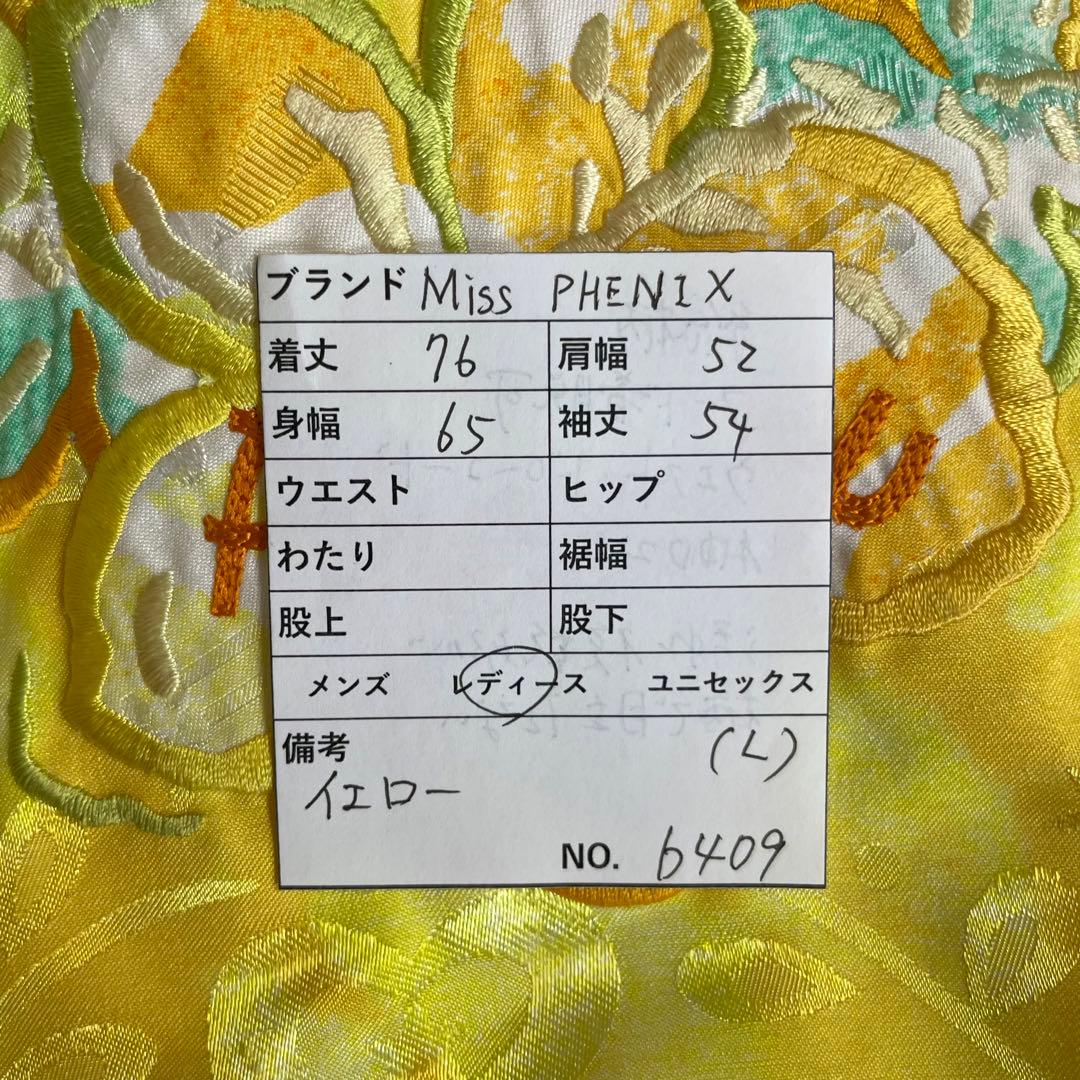 ブランド Miss PHENIX
着丈 76 肩幅 52
身幅 65 袖丈 54
ウエスト ヒップ
わたり 裾幅
股上 股下
メンズ レディース ユニセックス
備考 (L)
イエロー
NO. 6409